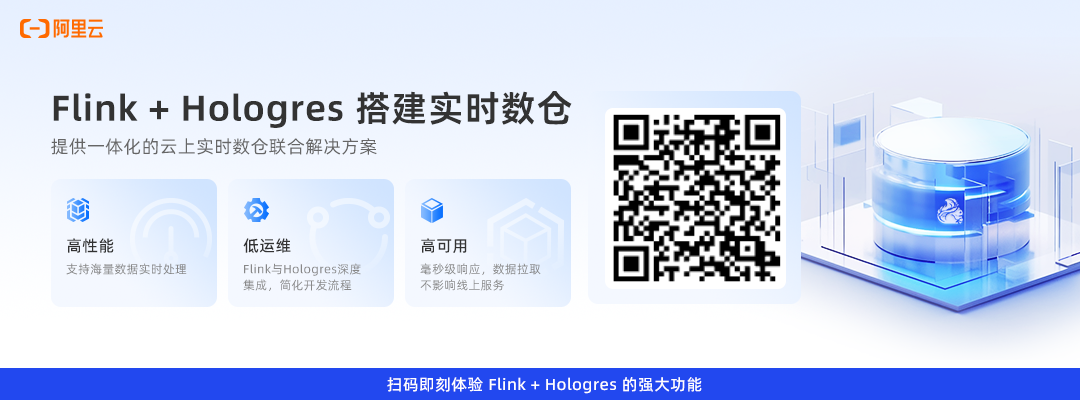 阿里云
Flink + Hologres 搭建实时数仓
提供一体化的云上实时数仓联合解决方案
高性能
支持海量数据实时处理
低运维
Flink与Hologres深度
集成，简化开发流程
高可用
毫秒级响应，数据拉取
不影响线上服务
扫码即刻体验 Flink + Hologres 的强大功能